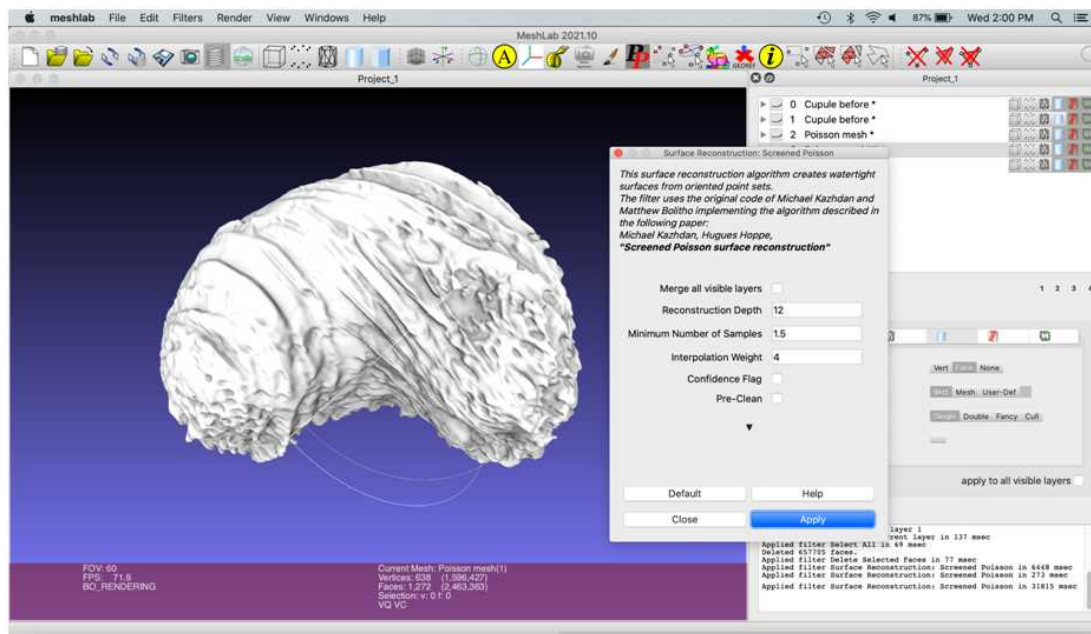 meshlab File Edit Filters Render View Windows Help 87% Wed 2:00 PM
MeshLab 2021.10
A
GEOREF
Project_1 Project_1
0 Cupule before *
1 Cupule before *
2 Poisson mesh *
Surface Reconstruction: Screened Poisson
This surface reconstruction algorithm creates watertight
surfaces from oriented point sets.
The filter uses the original code of Michael Kazhdan and
Matthew Bolitho implementing the algorithm described in
the following paper:
Michael Kazhdan, Hugues Hoppe,
"Screened Poisson surface reconstruction"
Merge all visible layers
1 2 3 4
Reconstruction Depth 12
Minimum Number of Samples 1.5
Interpolation Weight 4
Vert Face None
Confidence Flag
Vert Mesh User-Def
Pre-Clean
Single Double Fancy Cull
apply to all visible layers
Default Help
Close Apply
layer 1
rent layer in 137 msec
Applied filter Select All in 49 msec
Deleted 657705 faces.
Applied filter Delete Selected Faces in 77 msec
Applied filter Surface Reconstruction: Screened Poisson in 6448 msec
Applied filter Surface Reconstruction: Screened Poisson in 273 msec
Applied filter Surface Reconstruction: Screened Poisson in 31815 msec
FOV: 60
FPS: 71.9
BO_RENDERING
Current Mesh: Poisson mesh(1)
Vertices: 638 (1,596,427)
Faces: 1,272 (2,463,363)
Selection: v: 0 f: 0
VQ VC